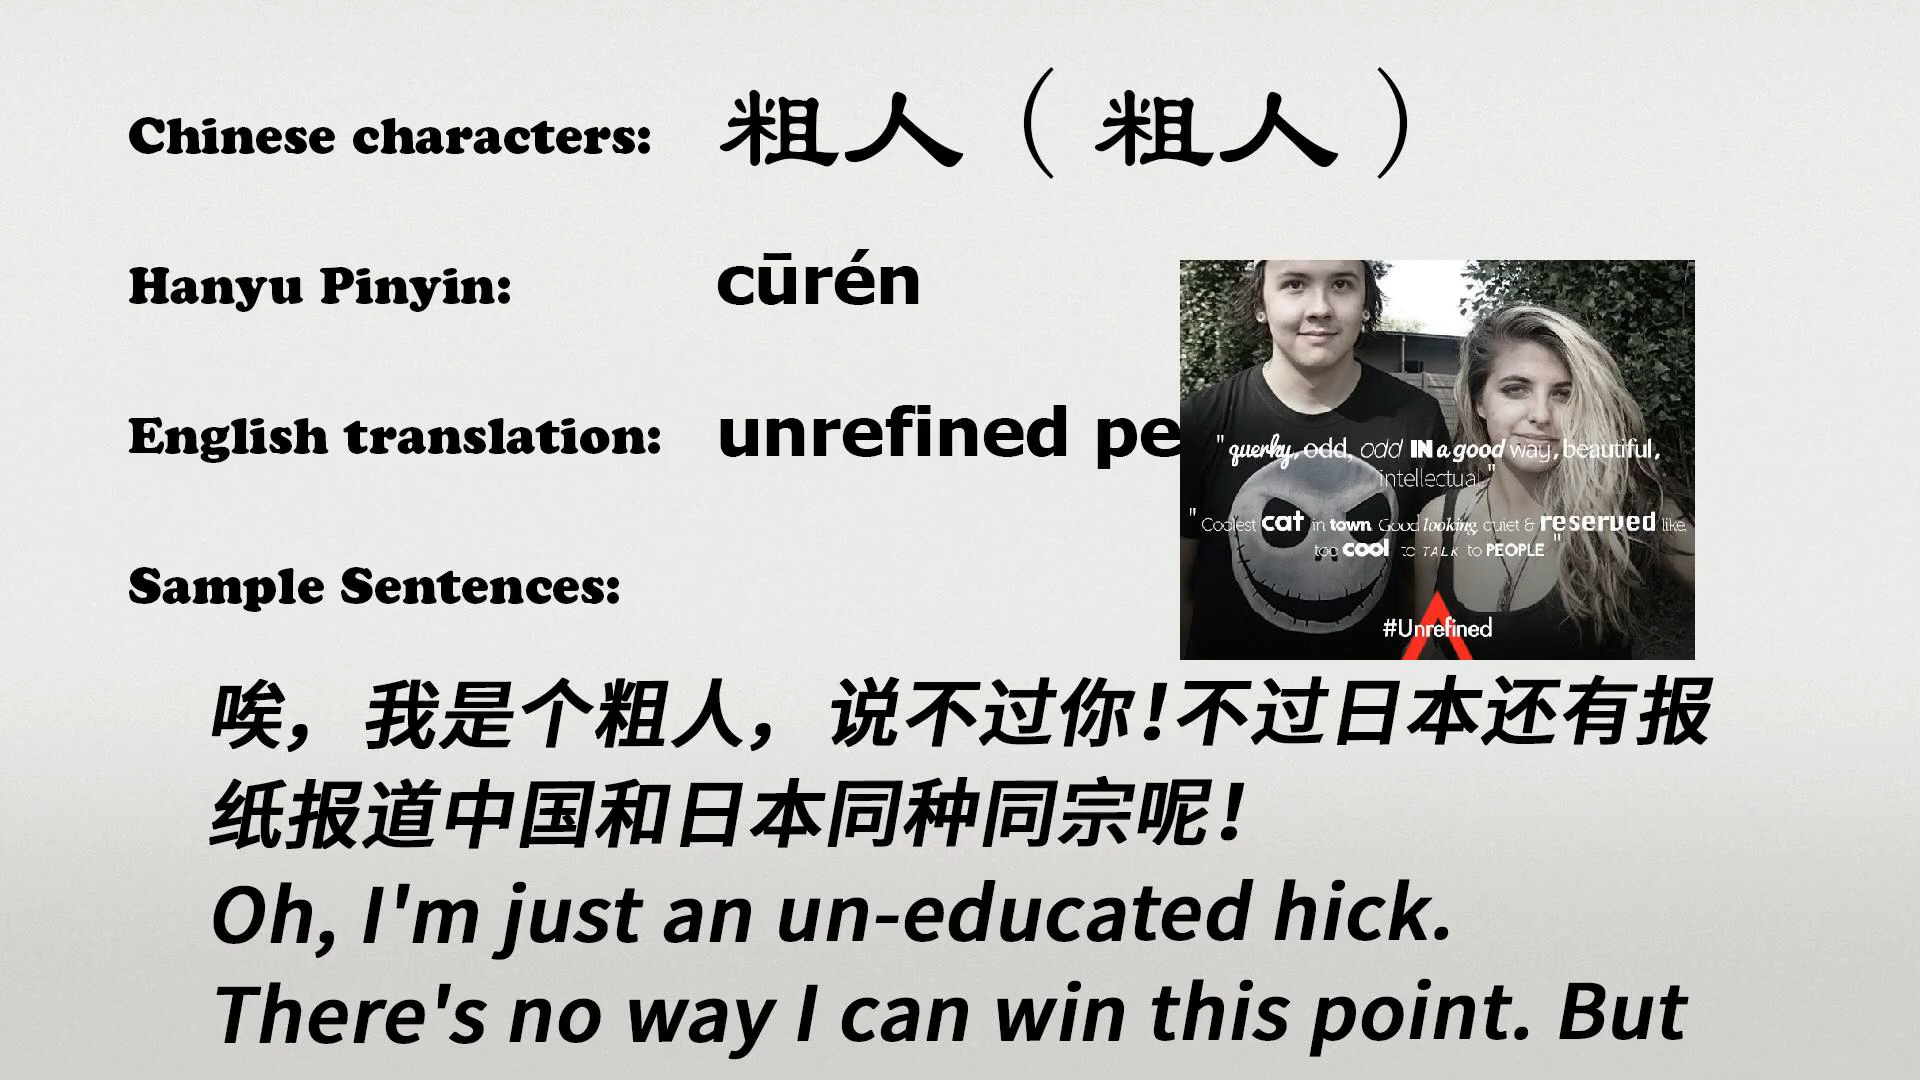 Chinese characters: 粗人（粗人）
Hanyu Pinyin: cūrén
English translation: unrefined pe
" querky, odd, odd IN a good way, beautiful,
intellectual "
" Coolest cat in town. Good looking, quiet & reserved like,
too cool to TALK to PEOPLE "
#Unrefined
Sample Sentences:
唉，我是个粗人，说不过你！不过日本还有报
纸报道中国和日本同种同宗呢！
Oh, I'm just an un-educated hick.
There's no way I can win this point. But